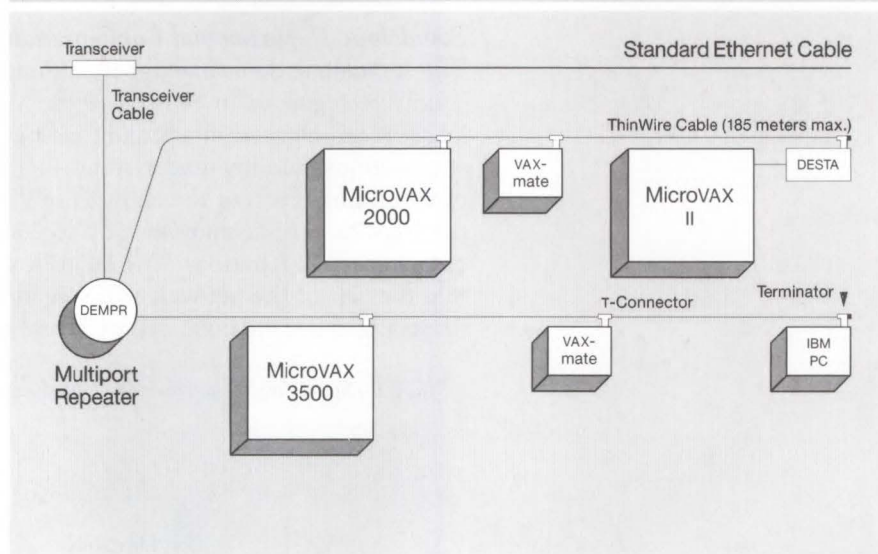 Transceiver
Standard Ethernet Cable
Transceiver
Cable
ThinWire Cable (185 meters max.)
MicroVAX
2000
VAX-
mate
MicroVAX
II
DESTA
DEMPR
Multiport
Repeater
MicroVAX
3500
T-Connector
VAX-
mate
Terminator
IBM
PC